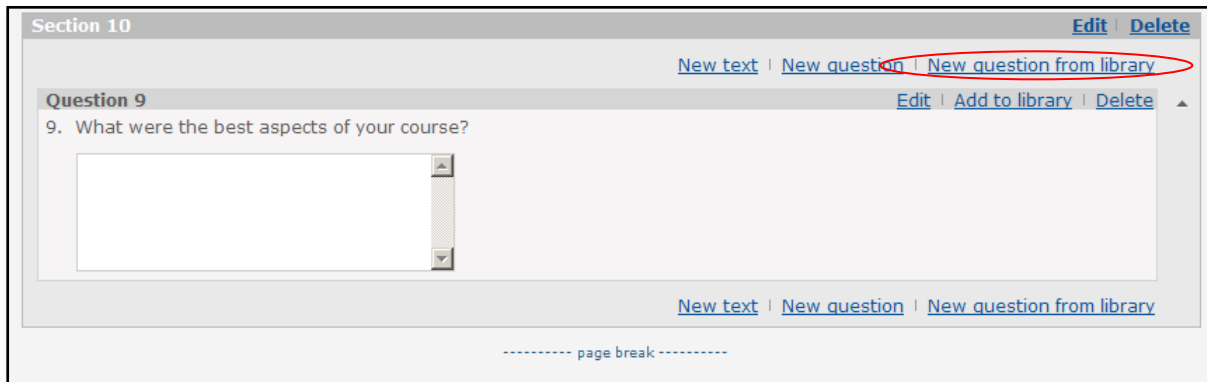 Section 10 Edit | Delete
New text | New question | New question from library
Question 9 Edit | Add to library | Delete
9. What were the best aspects of your course?
New text | New question | New question from library
---------- page break ----------